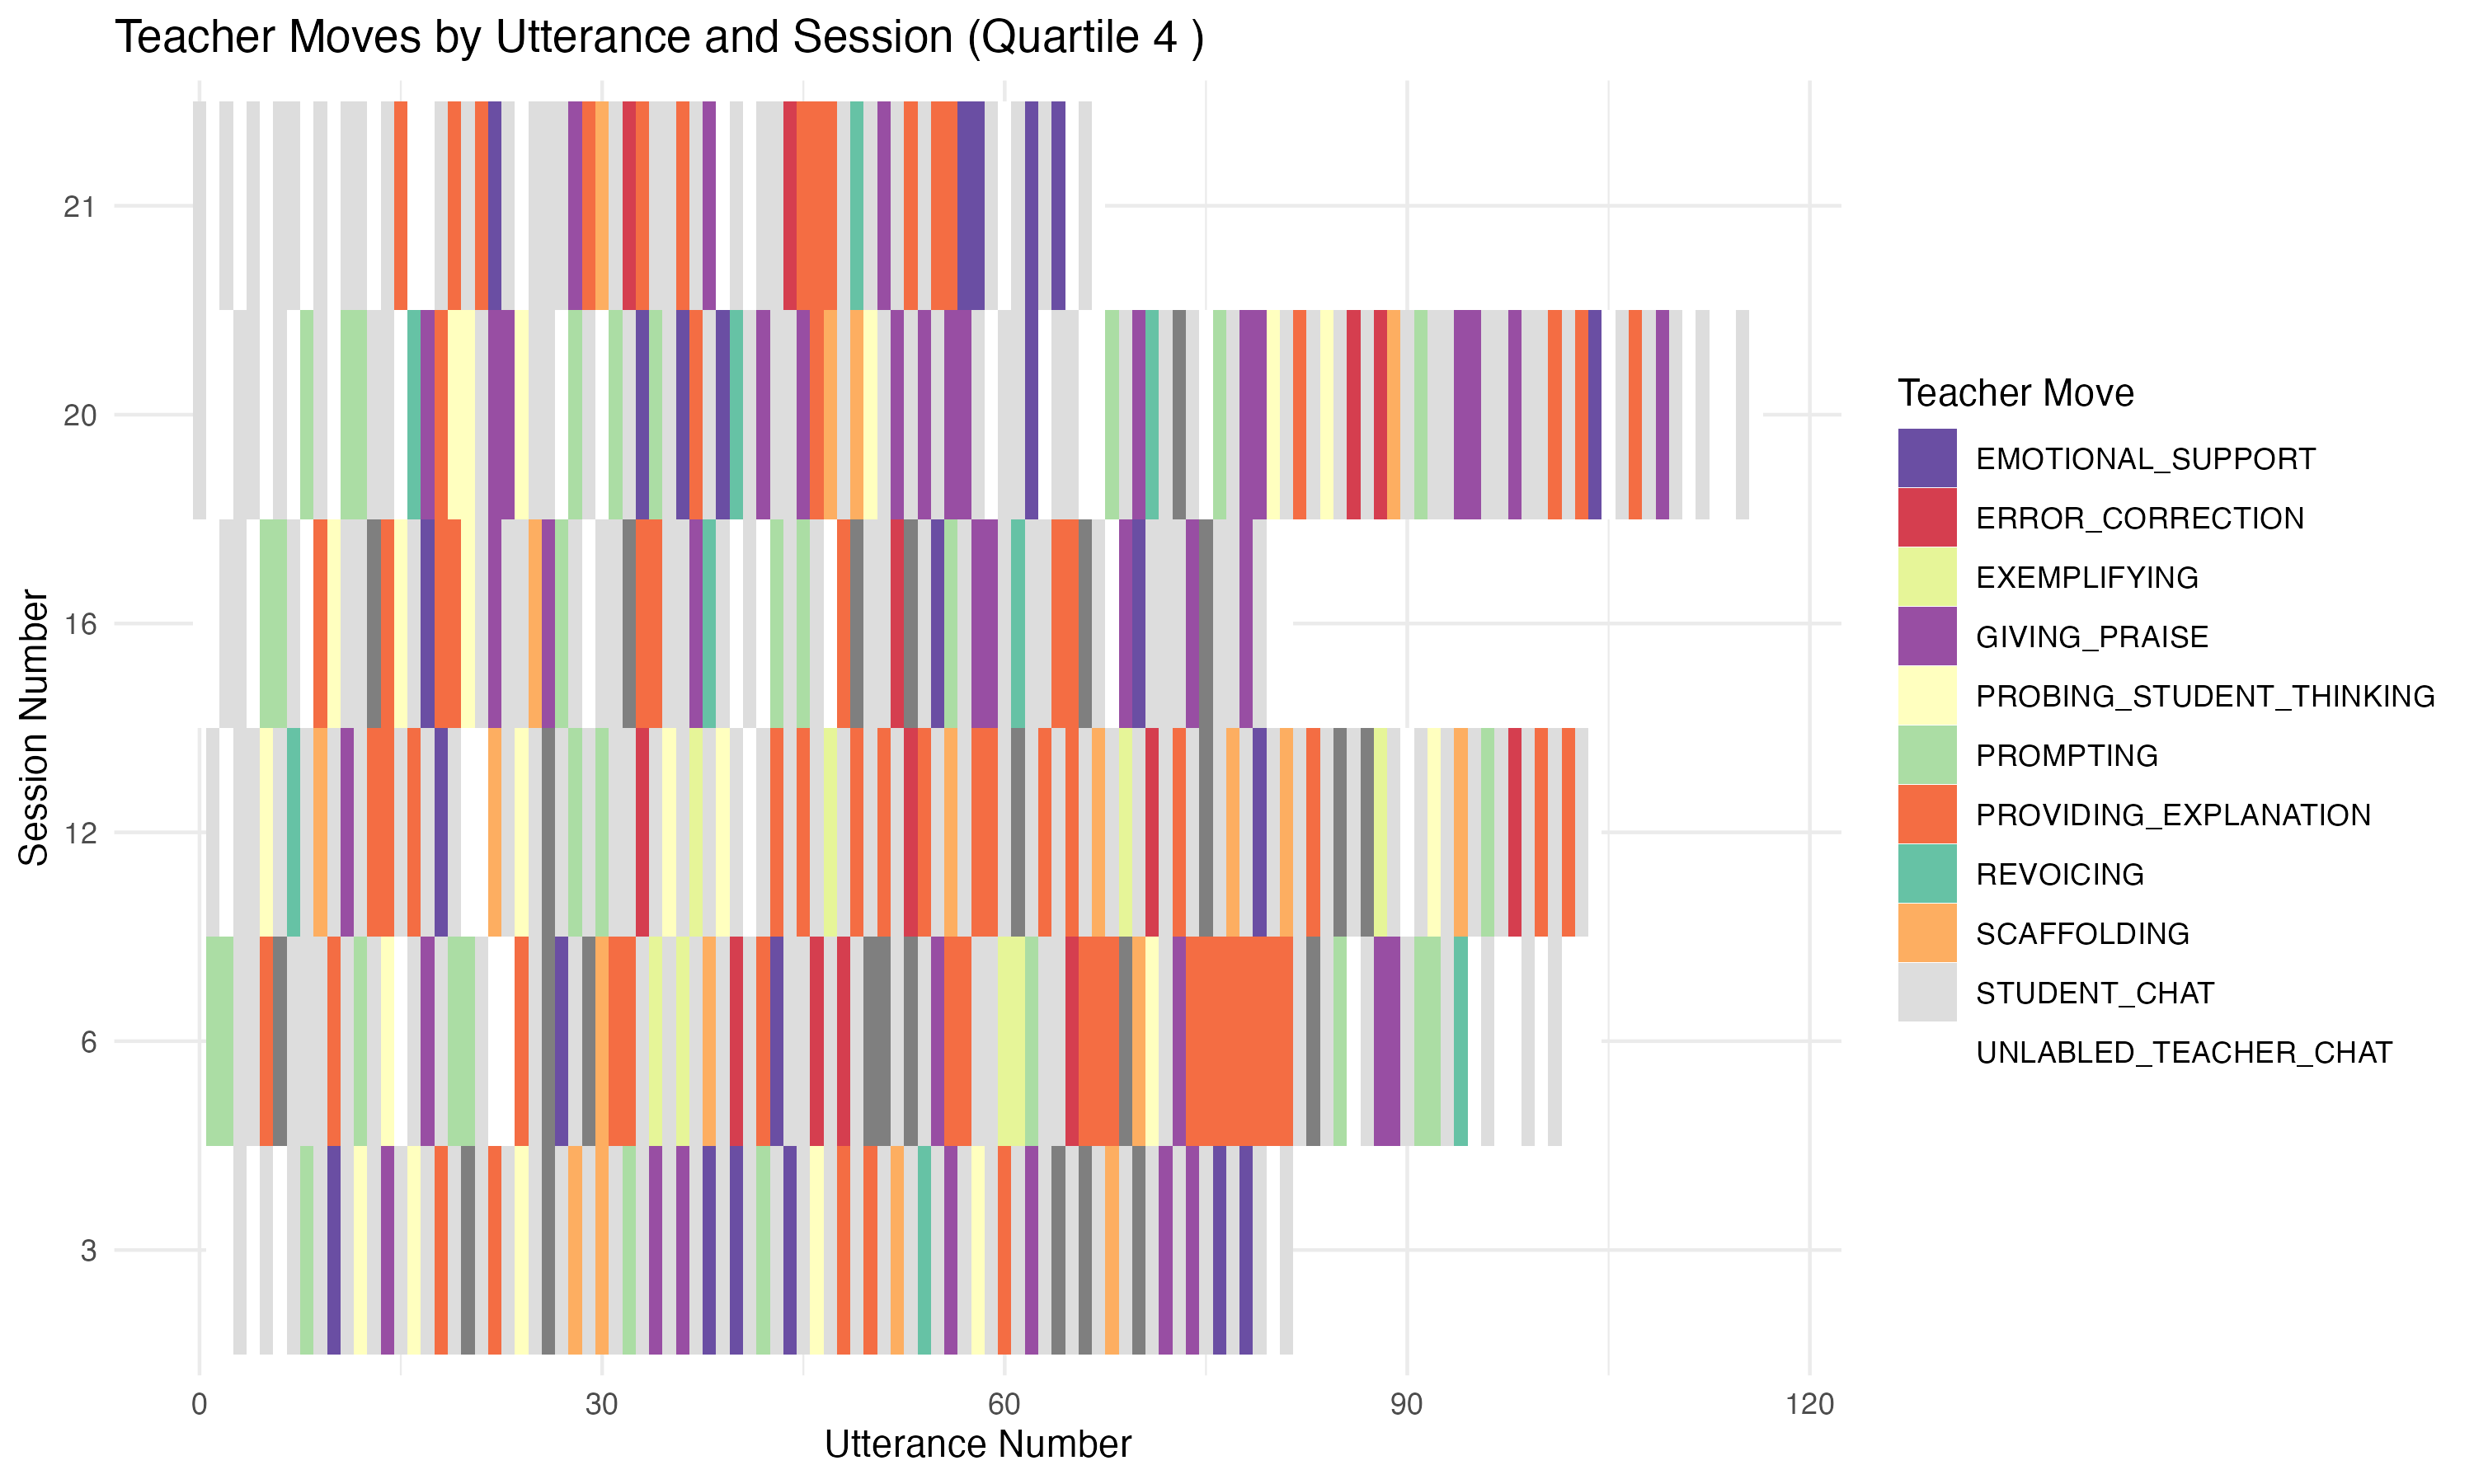 Teacher Moves by Utterance and Session (Quartile 4 )
Session Number
21
20
16
12
6
3
0
30
60
90
120
Utterance Number
Teacher Move
EMOTIONAL_SUPPORT
ERROR_CORRECTION
EXEMPLIFYING
GIVING_PRAISE
PROBING_STUDENT_THINKING
PROMPTING
PROVIDING_EXPLANATION
REVOICING
SCAFFOLDING
STUDENT_CHAT
UNLABLED_TEACHER_CHAT